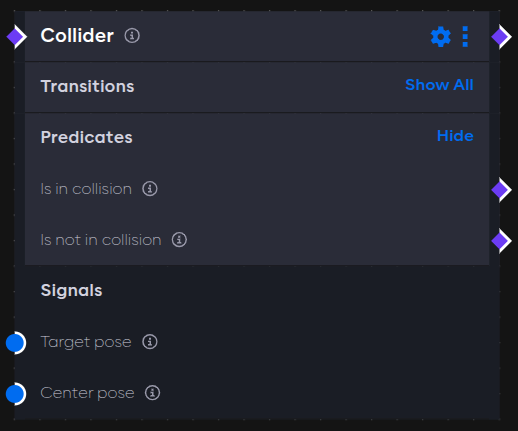 Collider
Transitions Show All
Predicates Hide
Is in collision
Is not in collision
Signals
Target pose
Center pose